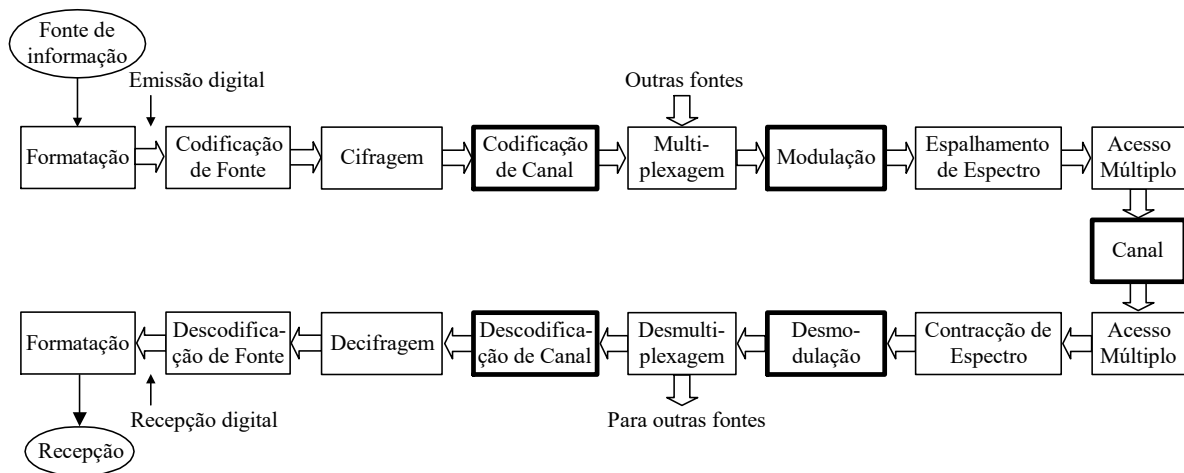 Fonte de
informação
Emissão digital
Outras fontes
Formatação
Codificação
de Fonte
Cifragem
Codificação
de Canal
Multi-
plexagem
Modulação
Espalhamento
de Espectro
Acesso
Múltiplo
Canal
Formatação
Descodifica-
ção de Fonte
Decifragem
Descodifica-
ção de Canal
Desmulti-
plexagem
Desmo-
dulação
Contracção de
Espectro
Acesso
Múltiplo
Recepção digital
Para outras fontes
Recepção